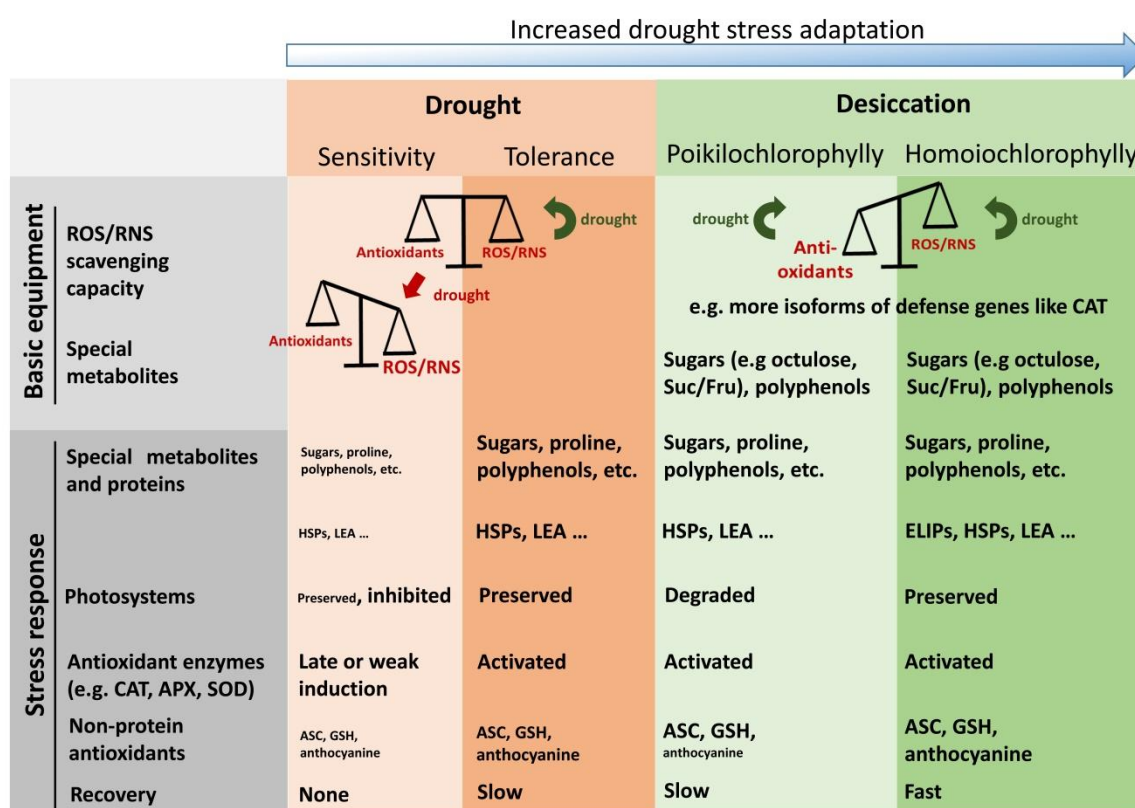 Increased drought stress adaptation
Drought
Desiccation
Sensitivity
Tolerance
Poikilochlorophylly
Homoiochlorophylly
Basic equipment
ROS/RNS
scavenging
capacity
Antioxidants
ROS/RNS
drought
drought
Antioxidants
ROS/RNS
drought
Anti-
oxidants
ROS/RNS
drought
e.g. more isoforms of defense genes like CAT
Special
metabolites
Sugars (e.g octulose,
Suc/Fru), polyphenols
Sugars (e.g octulose,
Suc/Fru), polyphenols
Stress response
Special metabolites
and proteins
Sugars, proline,
polyphenols, etc.
Sugars, proline,
polyphenols, etc.
Sugars, proline,
polyphenols, etc.
Sugars, proline,
polyphenols, etc.
HSPs, LEA ...
HSPs, LEA ...
HSPs, LEA ...
ELIPs, HSPs, LEA ...
Photosystems
Preserved, inhibited
Preserved
Degraded
Preserved
Antioxidant enzymes
(e.g. CAT, APX, SOD)
Late or weak
induction
Activated
Activated
Activated
Non-protein
antioxidants
ASC, GSH,
anthocyanine
ASC, GSH,
anthocyanine
ASC, GSH,
anthocyanine
ASC, GSH,
anthocyanine
Recovery
None
Slow
Slow
Fast